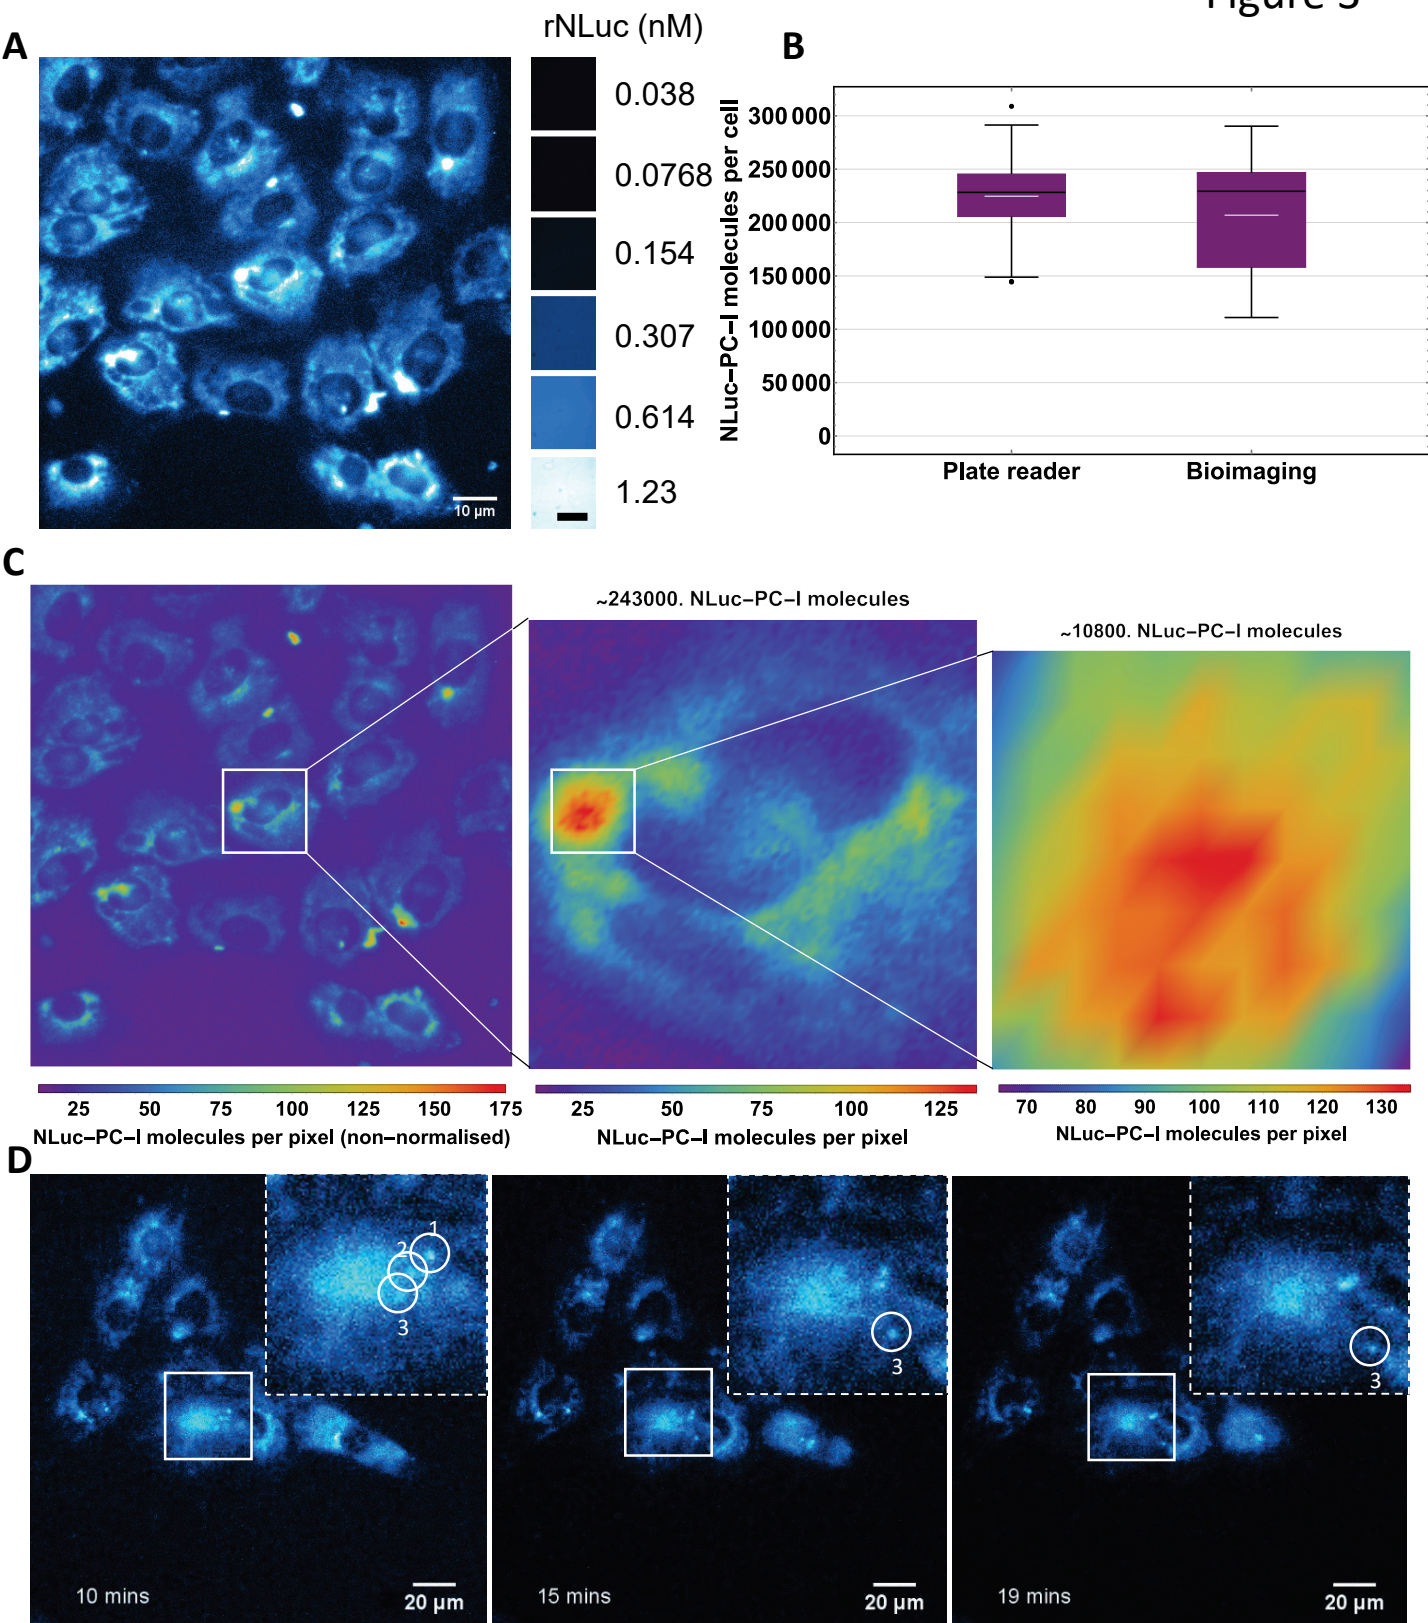 Figure 3
A
rNLuc (nM)
0.038
0.0768
0.154
0.307
0.614
1.23
10 µm
B
NLuc–PC–I molecules per cell
300 000
250 000
200 000
150 000
100 000
50 000
0
Plate reader
Bioimaging
C
~243000. NLuc–PC–I molecules
~10800. NLuc–PC–I molecules
25 50 75 100 125 150 175
NLuc–PC–I molecules per pixel (non–normalised)
25 50 75 100 125
NLuc–PC–I molecules per pixel
70 80 90 100 110 120 130
NLuc–PC–I molecules per pixel
D
1
2
3
10 mins
20 µm
3
15 mins
20 µm
3
19 mins
20 µm